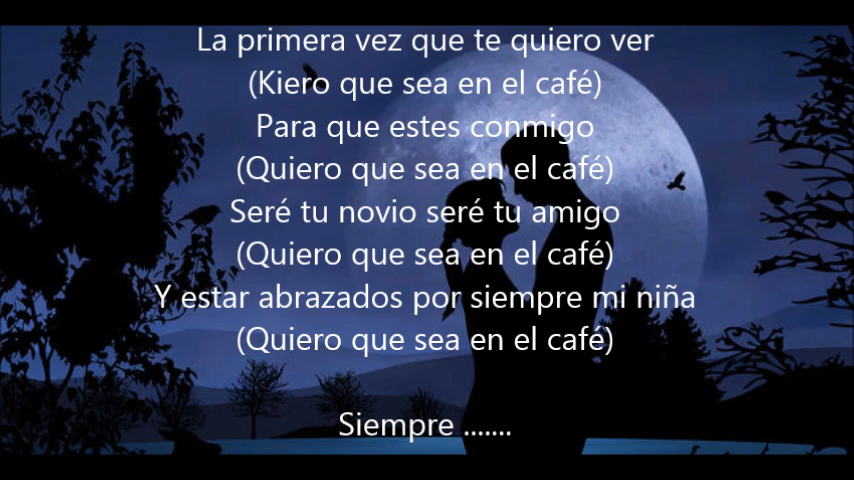 La primera vez que te quiero ver
(Kiero que sea en el café)
Para que estes conmigo
(Quiero que sea en el café)
Seré tu novio seré tu amigo
(Quiero que sea en el café)
Y estar abrazados por siempre mi niña
(Quiero que sea en el café)
Siempre .......